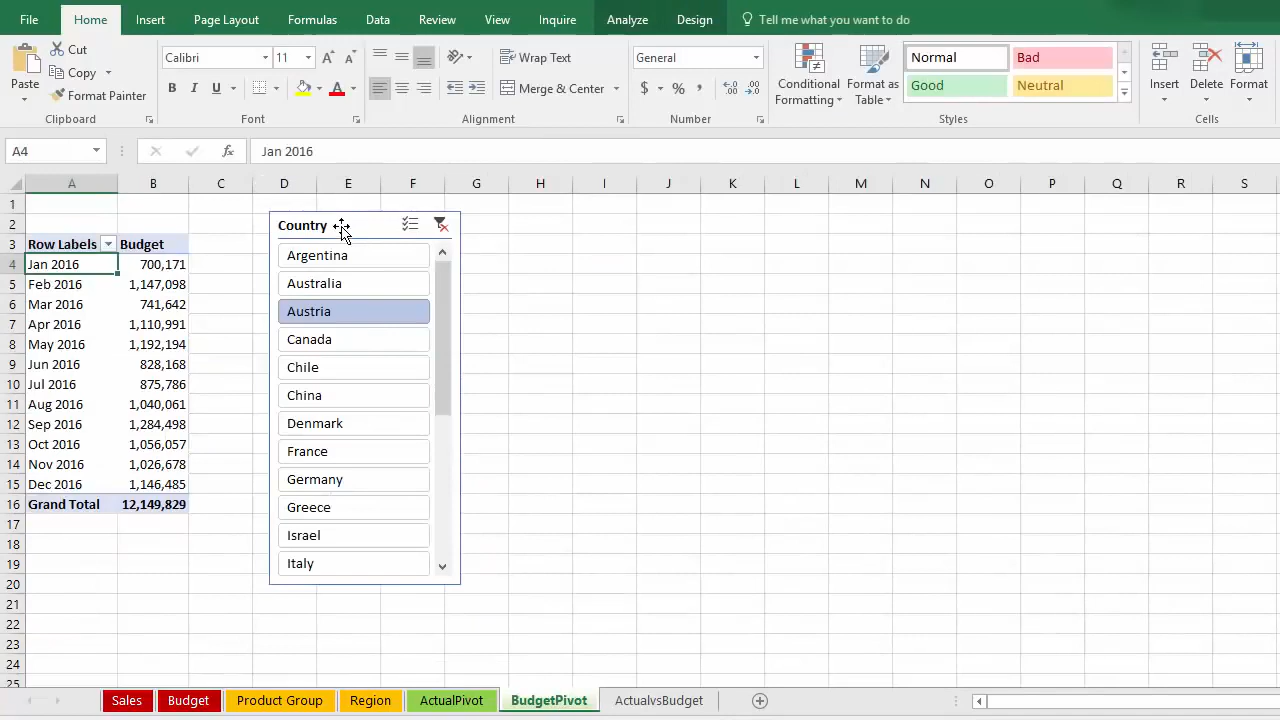 File Home Insert Page Layout Formulas Data Review View Inquire Analyze Design Tell me what you want to do
Paste
Cut
Copy
Format Painter
Clipboard
Calibri 11 A A
B I U A
Font
Wrap Text
Merge & Center
Alignment
General
$ % ,
Number
Conditional Formatting
Format as Table
Normal Bad
Good Neutral
Styles
Insert Delete Format
Cells
A4 fx Jan 2016
A B C D E F G H I J K L M N O P Q R S
1
2
3 Row Labels Budget
4 Jan 2016 700,171
5 Feb 2016 1,147,098
6 Mar 2016 741,642
7 Apr 2016 1,110,991
8 May 2016 1,192,194
9 Jun 2016 828,168
10 Jul 2016 875,786
11 Aug 2016 1,040,061
12 Sep 2016 1,284,498
13 Oct 2016 1,056,057
14 Nov 2016 1,026,678
15 Dec 2016 1,146,485
16 Grand Total 12,149,829
17
18
19
20
21
22
23
24
25
Country
Argentina
Australia
Austria
Canada
Chile
China
Denmark
France
Germany
Greece
Israel
Italy
Sales Budget Product Group Region ActualPivot BudgetPivot ActualvsBudget